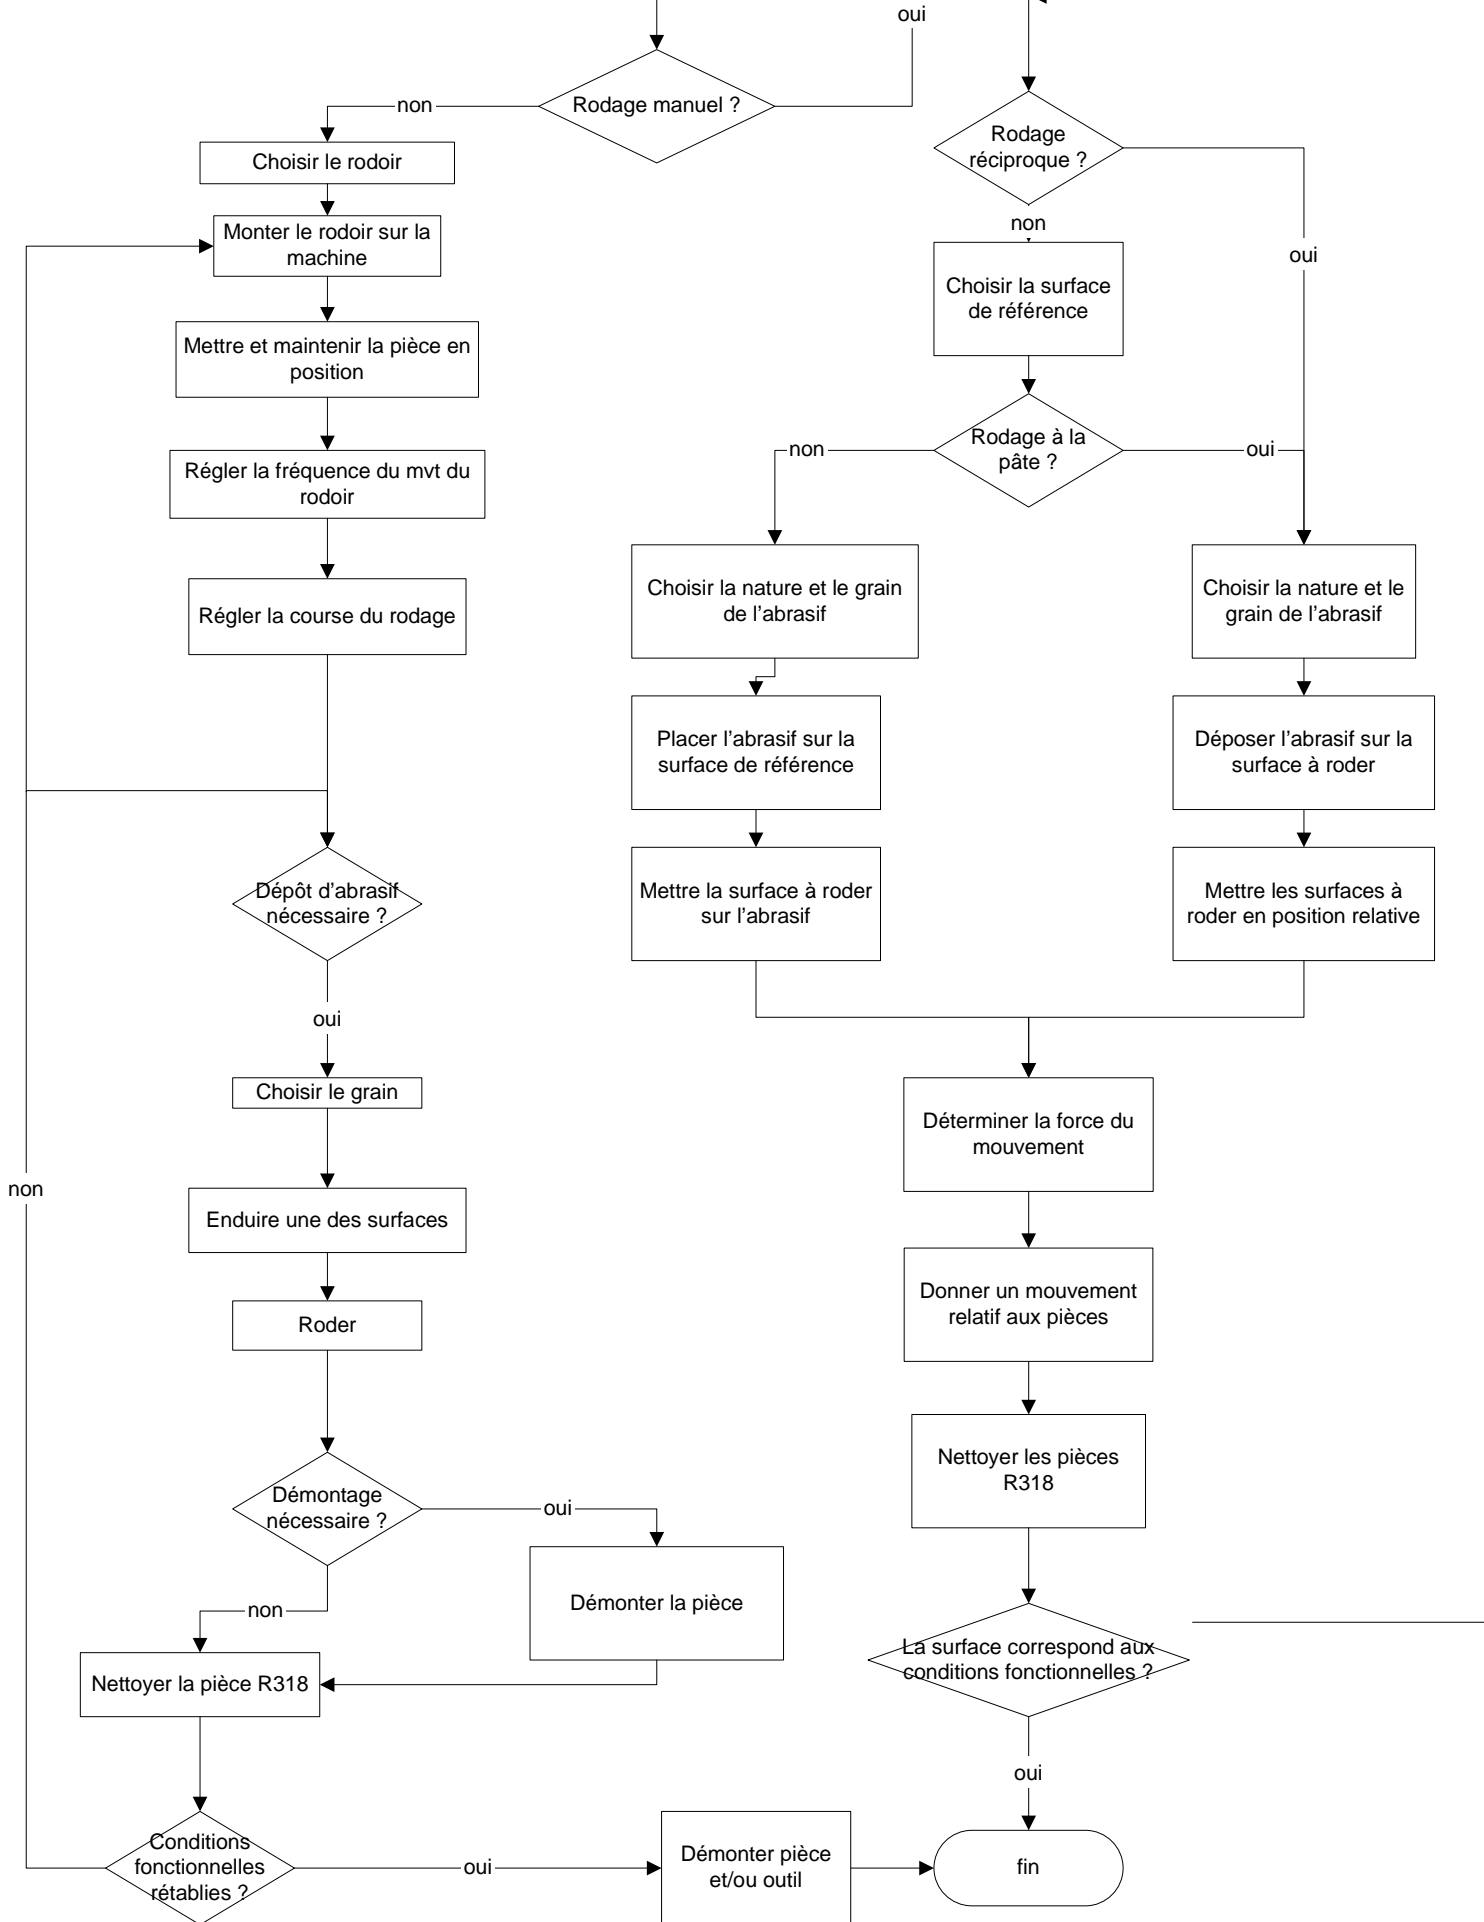 oui
Rodage manuel ?
non
Choisir le rodoir
Monter le rodoir sur la
machine
Mettre et maintenir la pièce en
position
Régler la fréquence du mvt du
rodoir
Régler la course du rodage
Dépôt d'abrasif
nécessaire ?
oui
Choisir le grain
Enduire une des surfaces
Roder
Démontage
nécessaire ?
oui
Démonter la pièce
non
Nettoyer la pièce R318
Conditions
fonctionnelles
rétablies ?
non
oui
Démonter pièce
et/ou outil
Rodage
réciproque ?
non
oui
Choisir la surface
de référence
Rodage à la
pâte ?
non
oui
Choisir la nature et le grain
de l'abrasif
Placer l'abrasif sur la
surface de référence
Mettre la surface à roder
sur l'abrasif
Choisir la nature et le
grain de l'abrasif
Déposer l'abrasif sur la
surface à roder
Mettre les surfaces à
roder en position relative
Déterminer la force du
mouvement
Donner un mouvement
relatif aux pièces
Nettoyer les pièces
R318
La surface correspond aux
conditions fonctionnelles ?
oui
fin